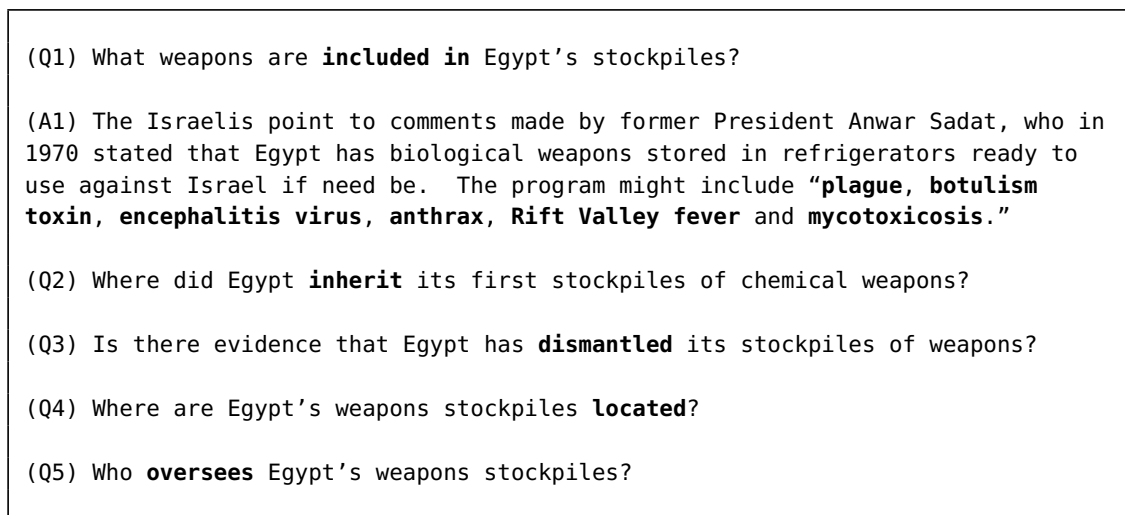 (Q1) What weapons are included in Egypt’s stockpiles?
(A1) The Israelis point to comments made by former President Anwar Sadat, who in
1970 stated that Egypt has biological weapons stored in refrigerators ready to
use against Israel if need be. The program might include “plague, botulism
toxin, encephalitis virus, anthrax, Rift Valley fever and mycotoxicosis.”
(Q2) Where did Egypt inherit its first stockpiles of chemical weapons?
(Q3) Is there evidence that Egypt has dismantled its stockpiles of weapons?
(Q4) Where are Egypt’s weapons stockpiles located?
(Q5) Who oversees Egypt’s weapons stockpiles?